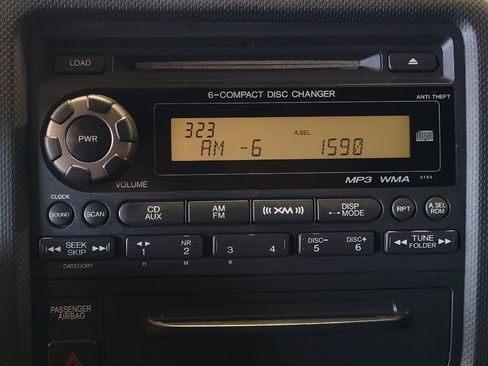 LOAD
6-COMPACT DISC CHANGER
ANTI THEFT
PWR
VOLUME
323
A.SEL
AM -6 1590
MP3 WMA
CLOCK
SOUND
SCAN
CD
AUX
AM
FM
XM
DISP
MODE
RPT
A.SEL
RDM
SEEK
SKIP
CATEGORY
1
H
NR
2
M
3
R
4
DISC-
5
DISC+
6
TUNE
FOLDER
PASSENGER
AIRBAG